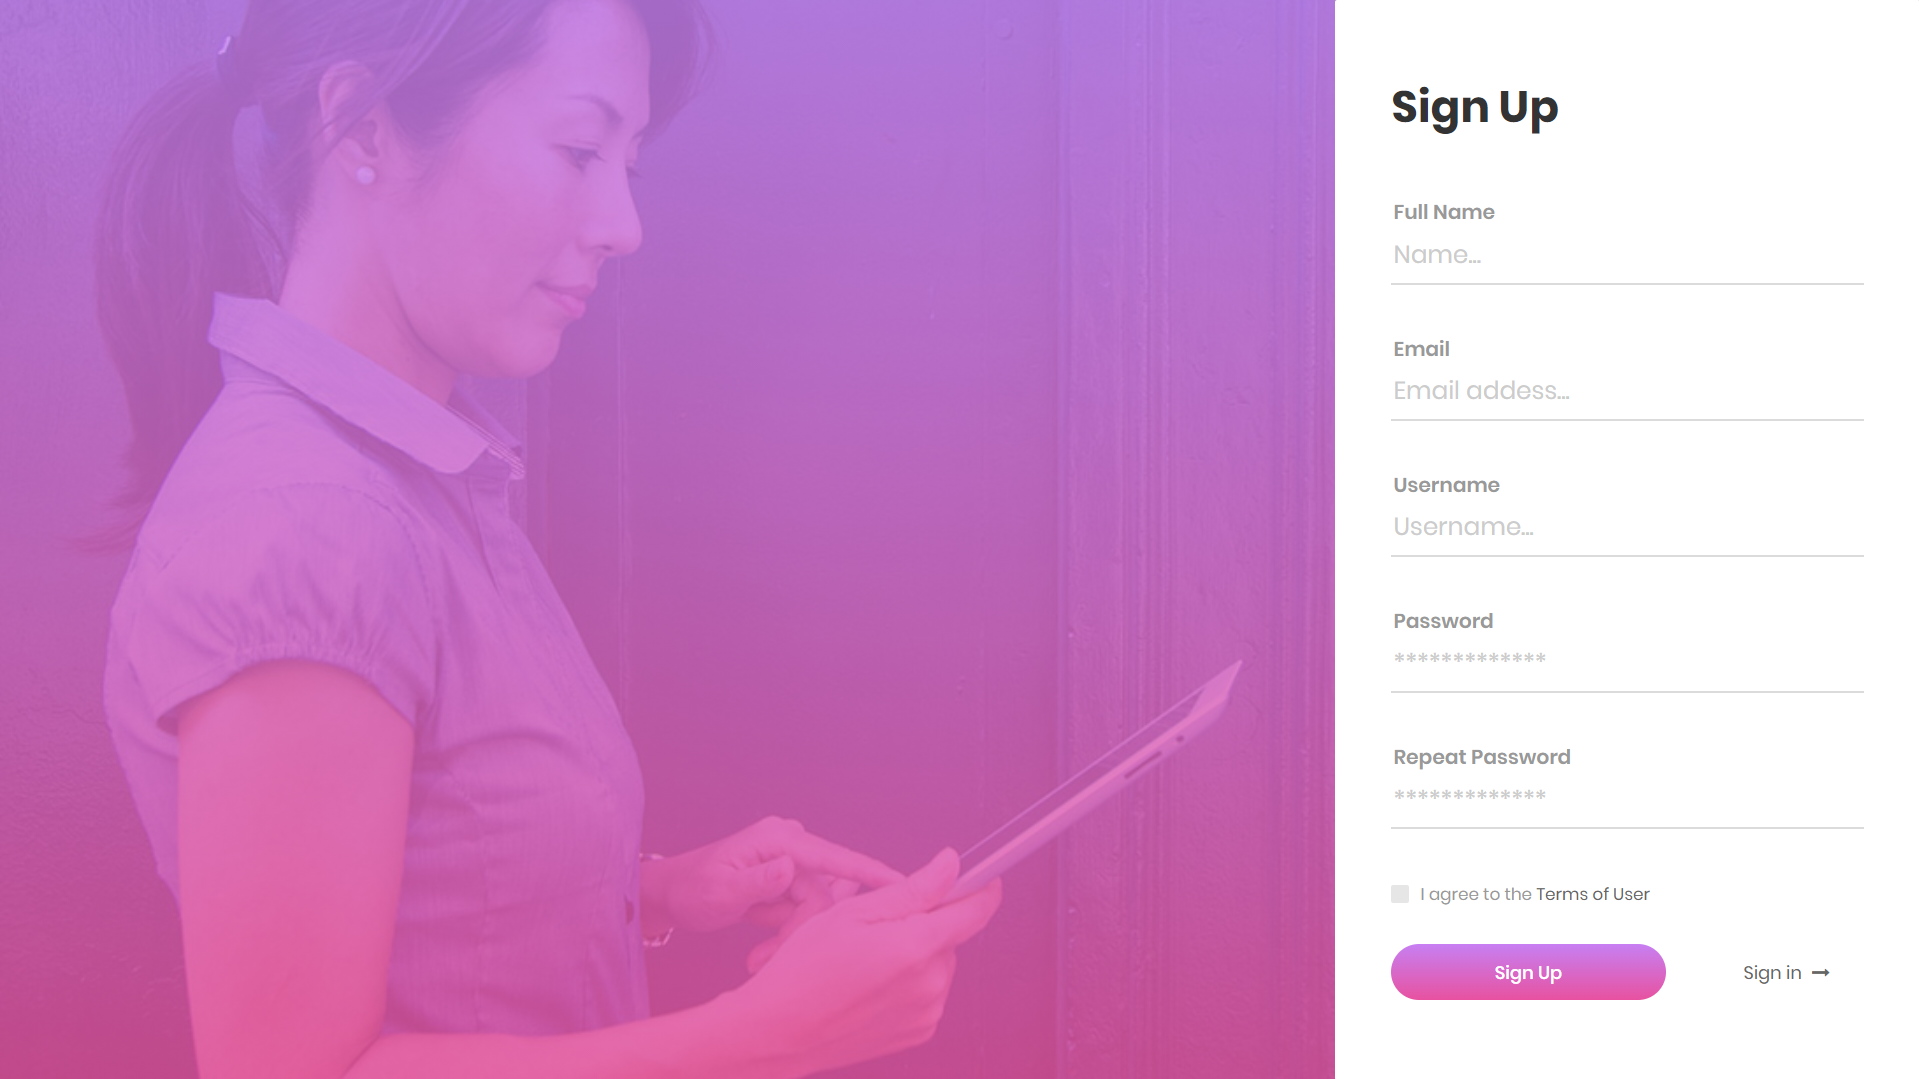 Sign Up
Full Name
Name...
Email
Email addess...
Username
Username...
Password
*************
Repeat Password
*************
I agree to the Terms of User
Sign Up
Sign in →